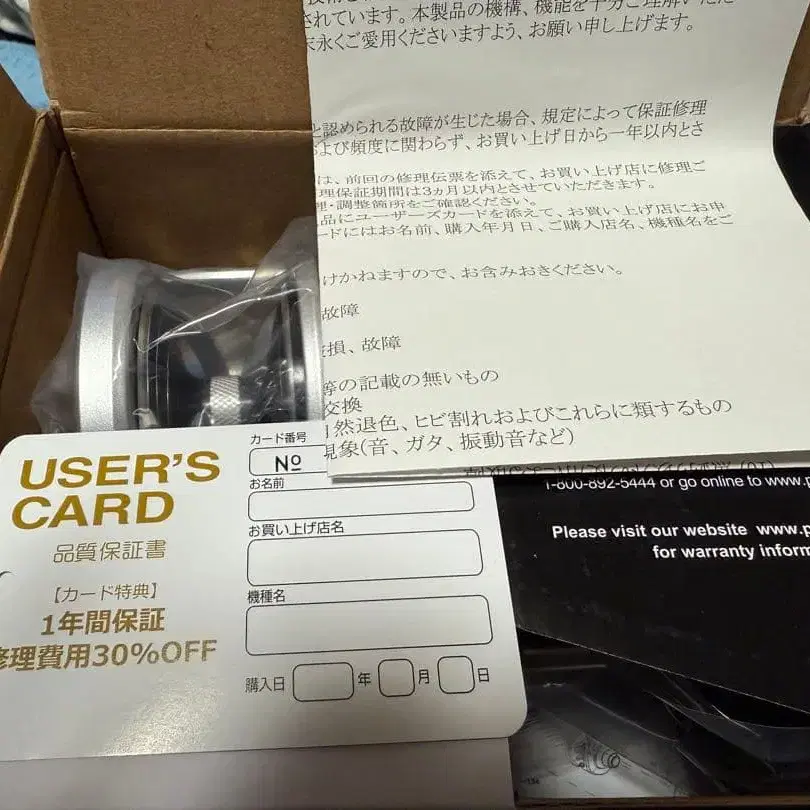 されています。本製品の機構、機能を十分ご理解いただ
末永くご愛用くださいますよう、お願い申し上げます。
と認められる故障が生じた場合、規定によって保証修理
および頻度に関わらず、お買い上げ日から一年以内とさ
は、前回の修理伝票を添えて、お買い上げ店に修理ご
理保証期間は3ヵ月以内とさせていただきます。
理・調整箇所をご確認ください。
品にユーザーズカードを添えて、お買い上げ店にお申
ードにはお名前、購入年月日、ご購入店名、機種名をご
けかねますので、お含みおきください。
故障
損、故障
等の記載の無いもの
交換
自然退色、ヒビ割れおよびこれらに類するもの
現象(音、ガタ、振動音など)
USER'S
CARD
品質保証書
【カード特典】
1年間保証
修理費用30%OFF
カード番号
No
お名前
お買い上げ店名
機種名
購入日 年 月 日
1-800-892-5444 or go online to www.p
Please visit our website www.p
for warranty inform